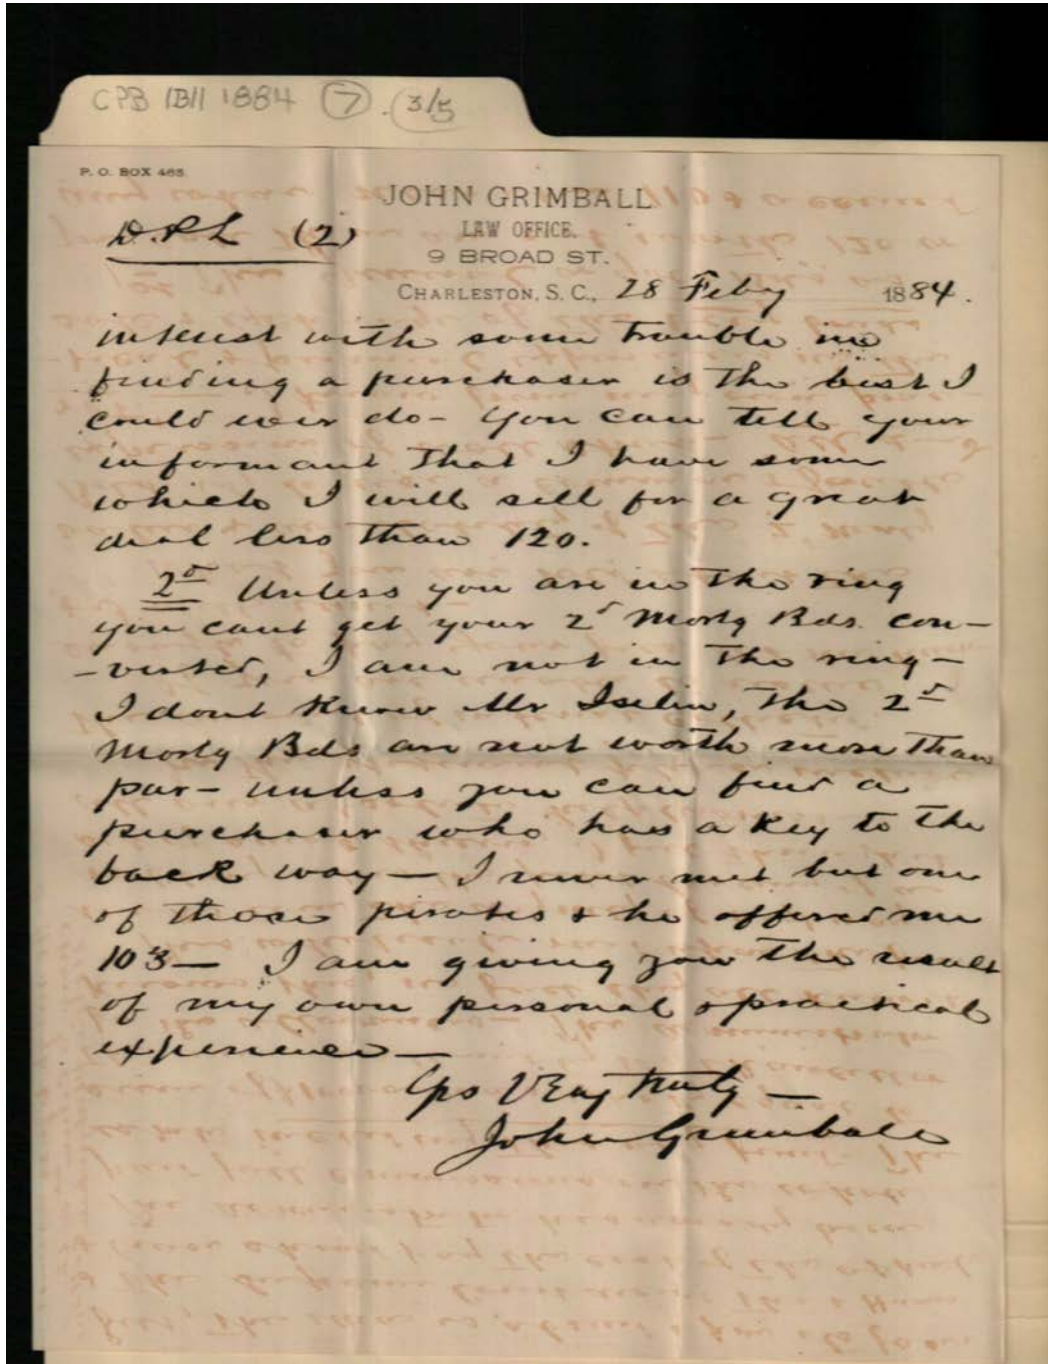 CPB IBII 1884 (7). (3/5)
P. O. BOX 465.
JOHN GRIMBALL
LAW OFFICE.
9 BROAD ST.
D.P.L (2)
CHARLESTON, S. C., 28 Feby 1884.
interest with some trouble in
finding a purchaser is the best I
could ever do - You can tell your
informant that I have some
which I will sell for a great
deal less than 120.
2d Unless you are in the ring
you cant get your 2d Mortg Bds. con-
-verted, I am not in the ring -
I dont know Mr Iselin, the 2d
Mortg Bds are not worth more than
par - unless you can find a
purchaser who has a key to the
back way - I never met but one
of those pirates & he offered me
103 - I am giving you the result
of my own personal & practical
experience -
Yrs Very truly -
John Grimball